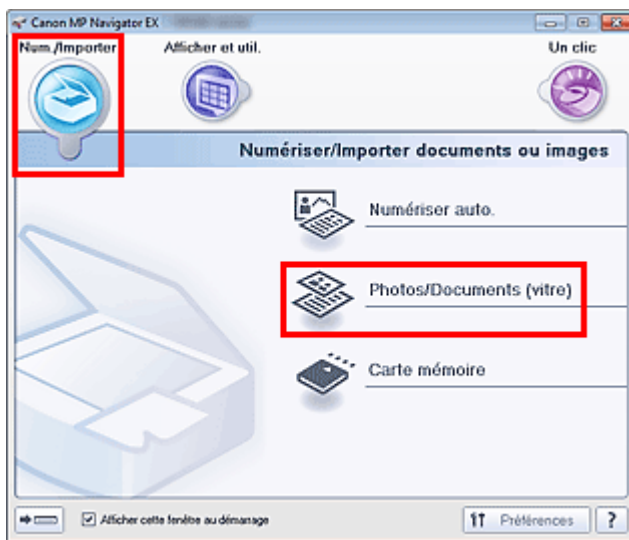 Canon MP Navigator EX
Num./Importer
Afficher et util.
Un clic
Numériser/Importer documents ou images
Numériser auto.
Photos/Documents (vitre)
Carte mémoire
Afficher cette fenêtre au démarrage
Préférences
?